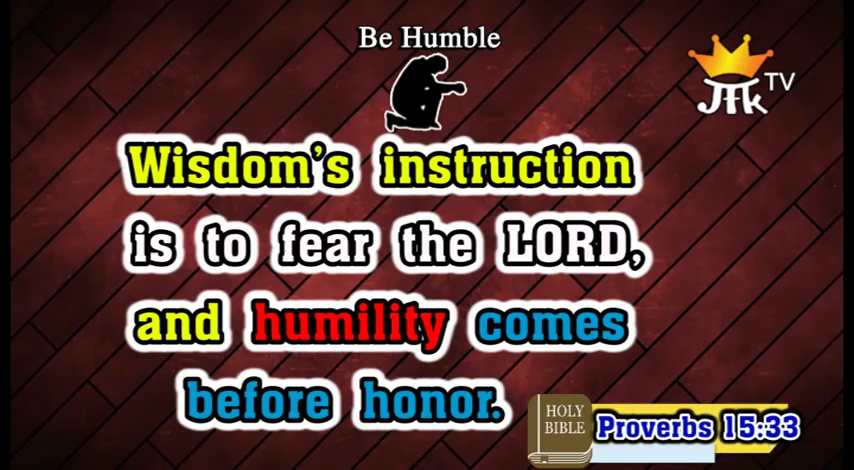 Be Humble
JTK TV
Wisdom's instruction
is to fear the LORD,
and humility comes
before honor.
HOLY
BIBLE
Proverbs 15:33